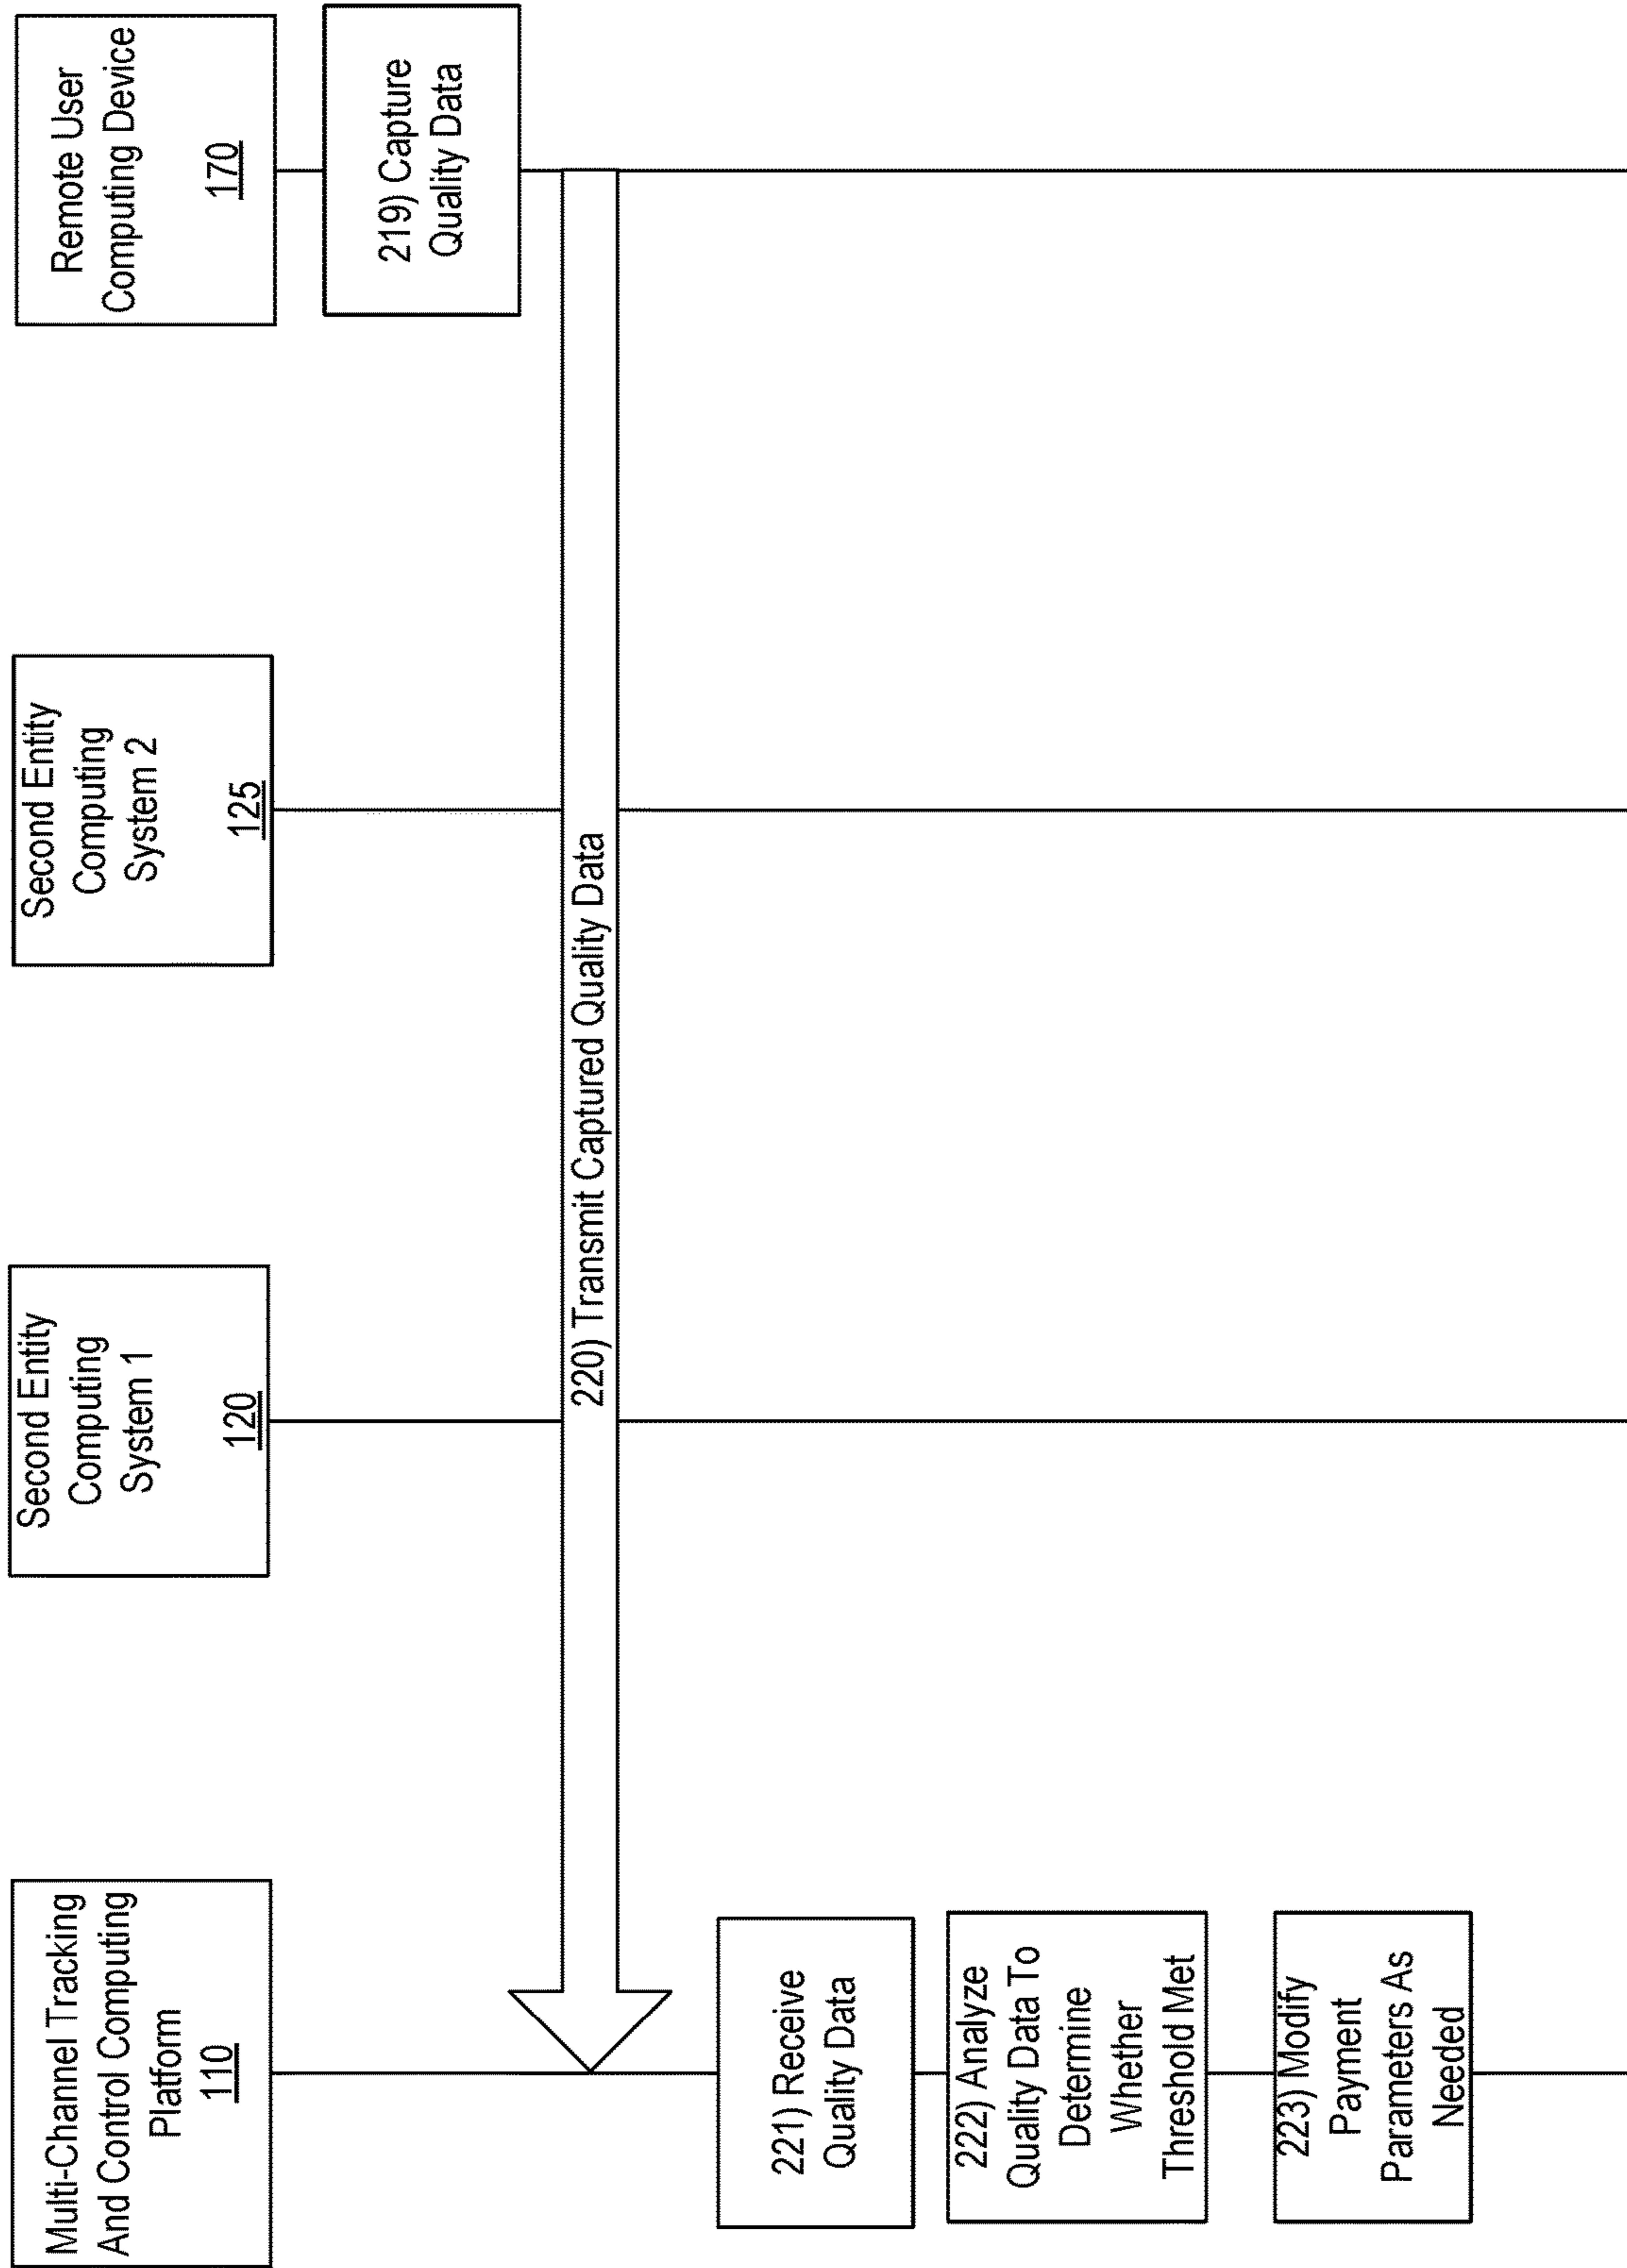 Multi-Channel Tracking
And Control Computing
Platform
110
Second Entity
Computing
System 1
120
Second Entity
Computing
System 2
125
Remote User
Computing Device
170
219) Capture
Quality Data
220) Transmit Captured Quality Data
221) Receive
Quality Data
222) Analyze
Quality Data To
Determine
Whether
Threshold Met
223) Modify
Payment
Parameters As
Needed